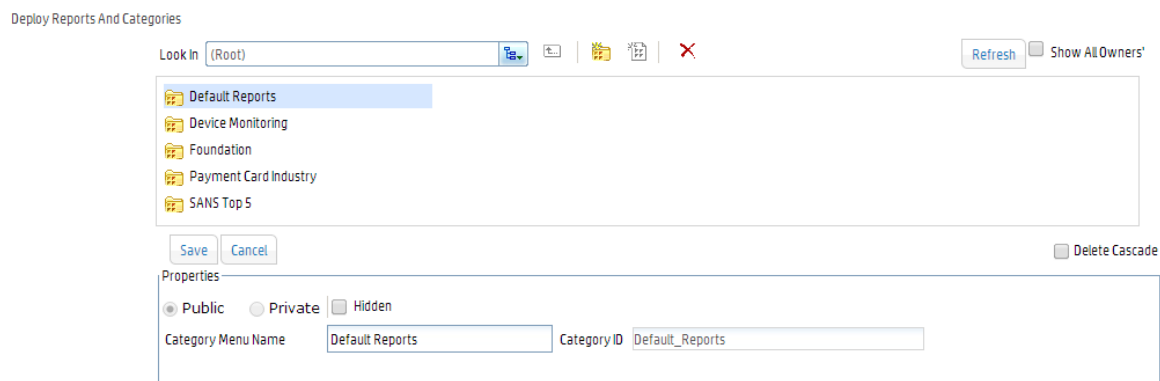 Deploy Reports And Categories
Look In (Root) Refresh Show All Owners'
Default Reports
Device Monitoring
Foundation
Payment Card Industry
SANS Top 5
Save Cancel Delete Cascade
Properties
Public Private Hidden
Category Menu Name Default Reports Category ID Default_Reports